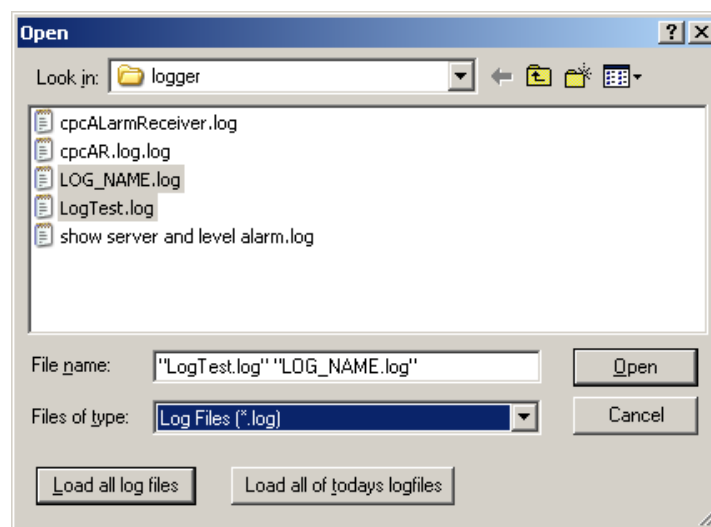 Open
Look in: logger
cpcALarmReceiver.log
cpcAR.log.log
LOG_NAME.log
LogTest.log
show server and level alarm.log
File name: "LogTest.log" "LOG_NAME.log" Open
Files of type: Log Files (*.log) Cancel
Load all log files Load all of todays logfiles